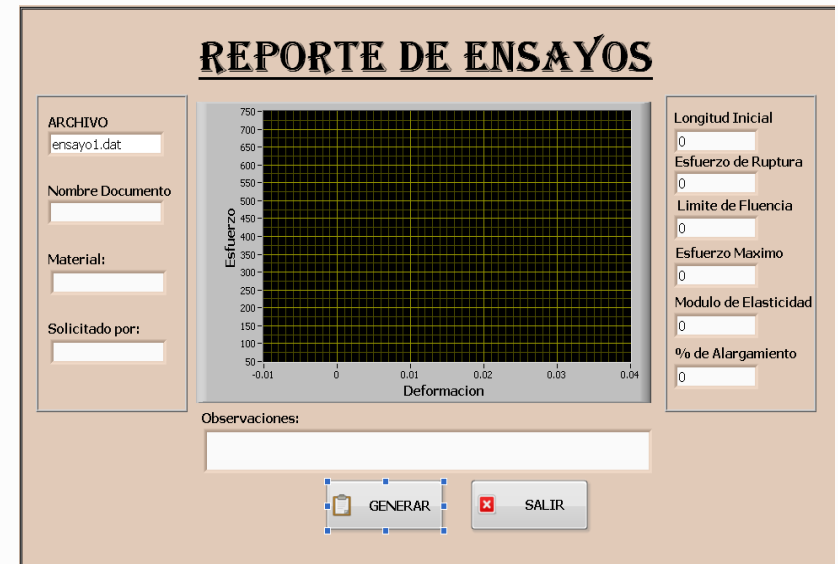 REPORTE DE ENSAYOS
ARCHIVO
ensayo1.dat
Nombre Documento
Material:
Solicitado por:
Esfuerzo
750
700
650
600
550
500
450
400
350
300
250
200
150
100
50
-0.01 0 0.01 0.02 0.03 0.04
Deformacion
Longitud Inicial
0
Esfuerzo de Ruptura
0
Limite de Fluencia
0
Esfuerzo Maximo
0
Modulo de Elasticidad
0
% de Alargamiento
0
Observaciones:
GENERAR
SALIR